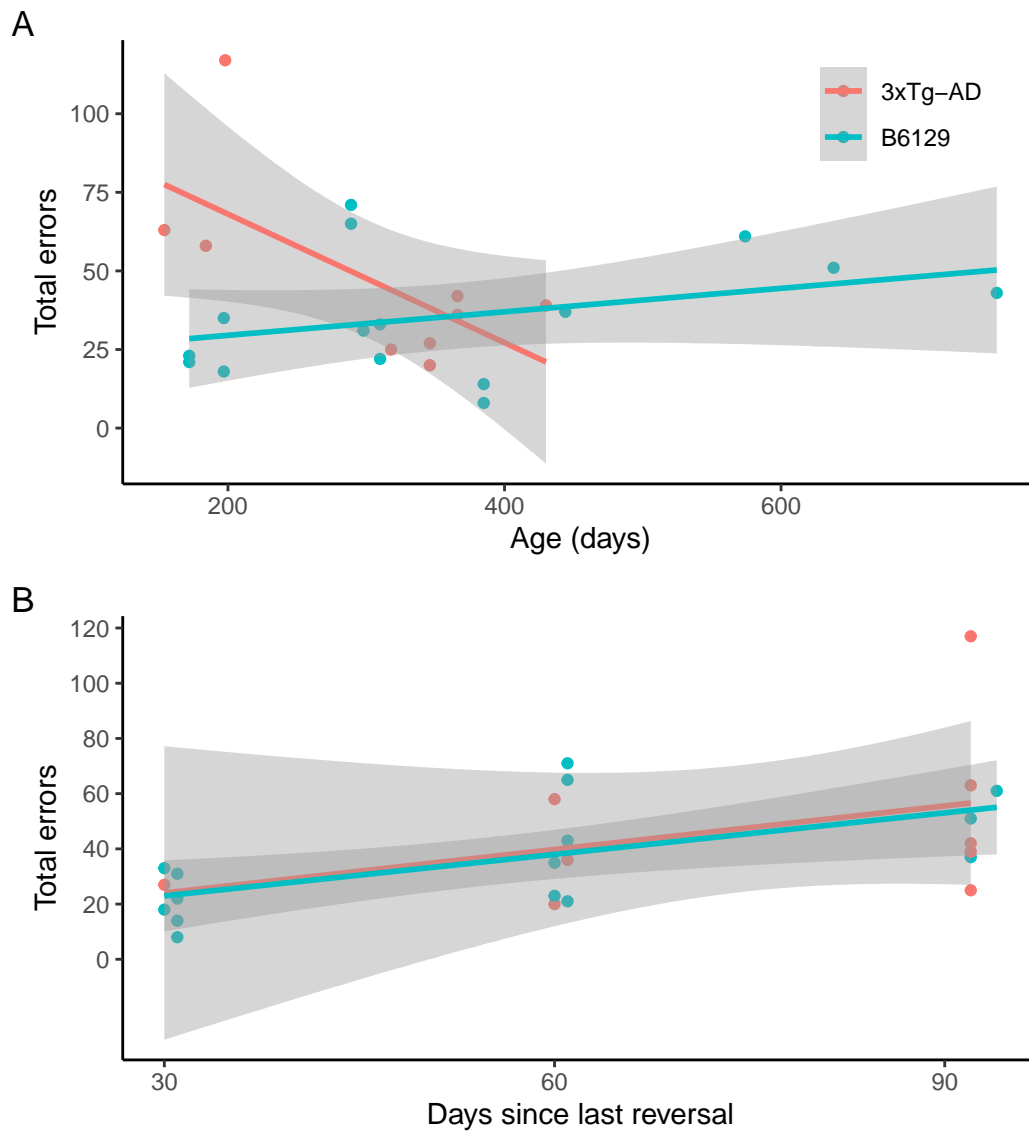 A
Total errors
100
75
50
25
0
3xTg−AD
B6129
200
400
600
Age (days)
B
Total errors
120
100
80
60
40
20
0
30
60
90
Days since last reversal